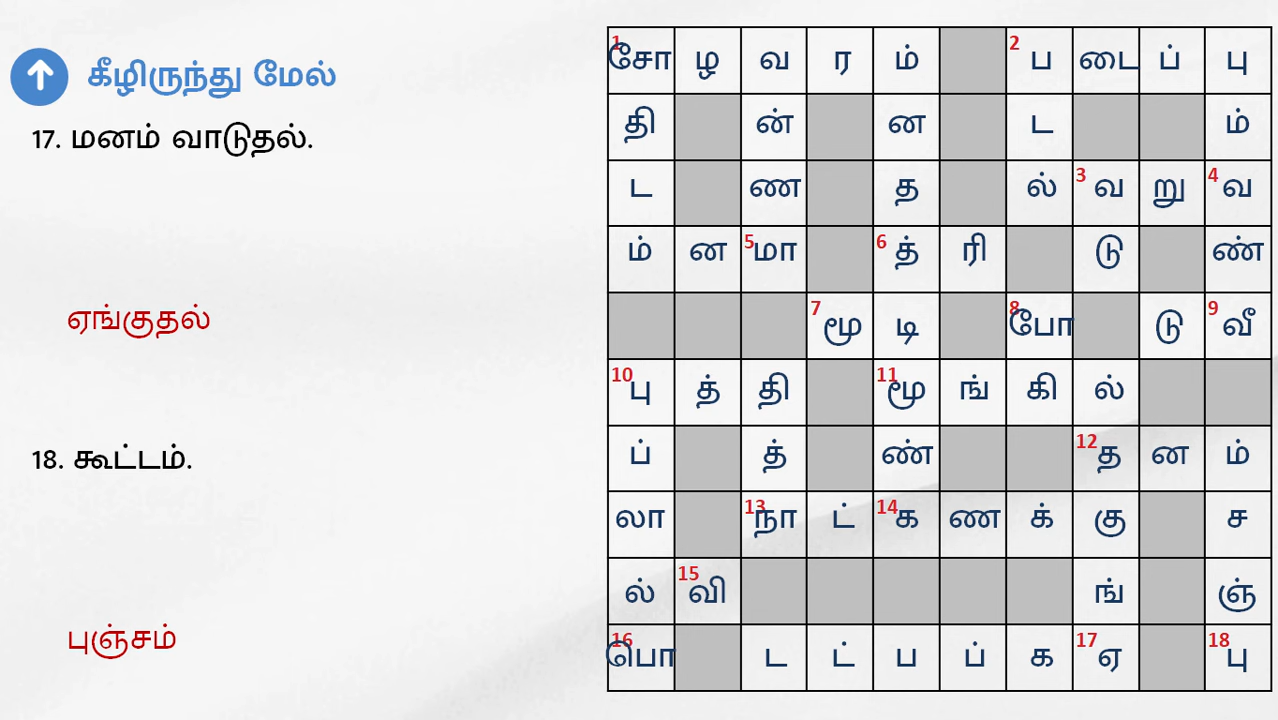 கீழிருந்து மேல்
17. மனம் வாடுதல்.
ஏங்குதல்
18. கூட்டம்.
புஞ்சம்
1 சோ ழ வ ர ம் 2 ப டை ப் பு
தி ன் ன ட ம்
ட ண த ல் 3 வ று 4 வ
ம் ன 5 மா 6 த் ரி டு ண்
7 மூ டி 8 போ டு 9 வீ
10 பு த் தி 11 மூ ங் கி ல்
ப் த் ண் 12 த ன ம்
லா 13 நா ட் 14 க ண க் கு ச
ல் 15 வி ங் ஞ்
16 பொ ட ட் ப ப் க 17 ஏ 18 பு